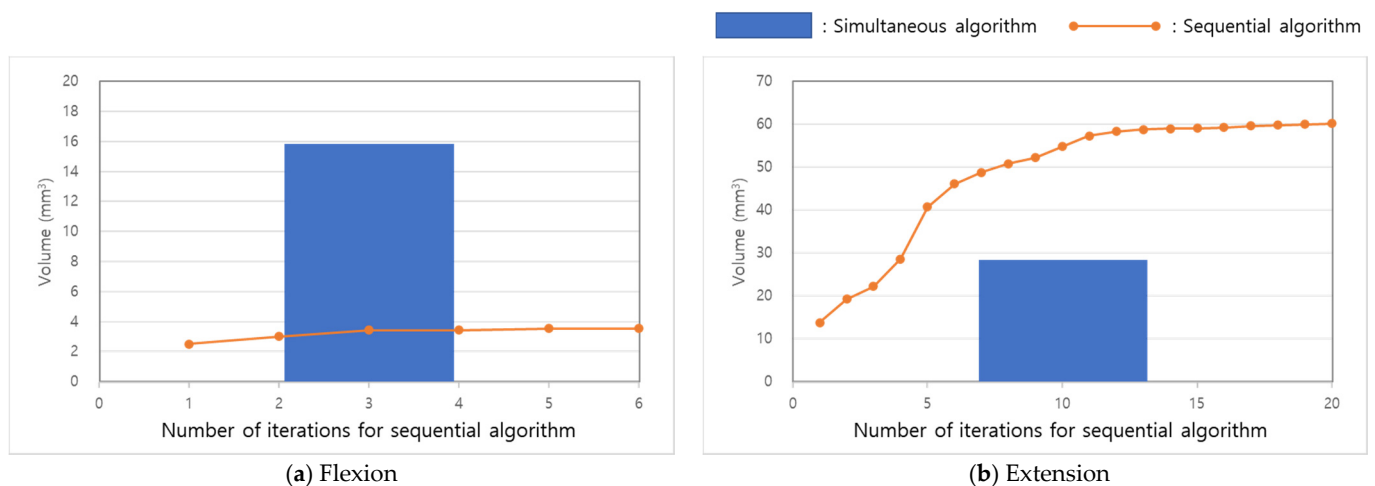 : Simultaneous algorithm : Sequential algorithm
20
18
16
14
12
10
8
6
4
2
0
Volume (mm³)
0 1 2 3 4 5 6
Number of iterations for sequential algorithm
(a) Flexion
70
60
50
40
30
20
10
0
Volume (mm³)
0 5 10 15 20
Number of iterations for sequential algorithm
(b) Extension